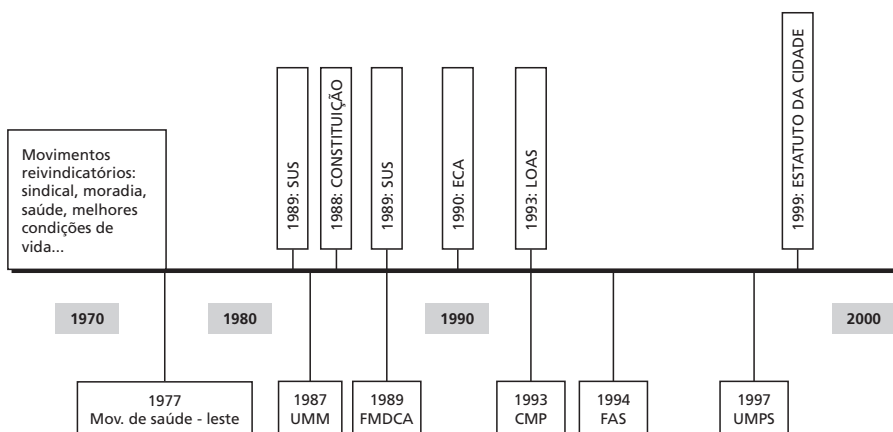 Movimentos
reivindicatórios:
sindical, moradia,
saúde, melhores
condições de
vida...
1989: SUS
1988: CONSTITUIÇÃO
1989: SUS
1990: ECA
1993: LOAS
1999: ESTATUTO DA CIDADE
1970
1980
1990
2000
1977
Mov. de saúde - leste
1987
UMM
1989
FMDCA
1993
CMP
1994
FAS
1997
UMPS